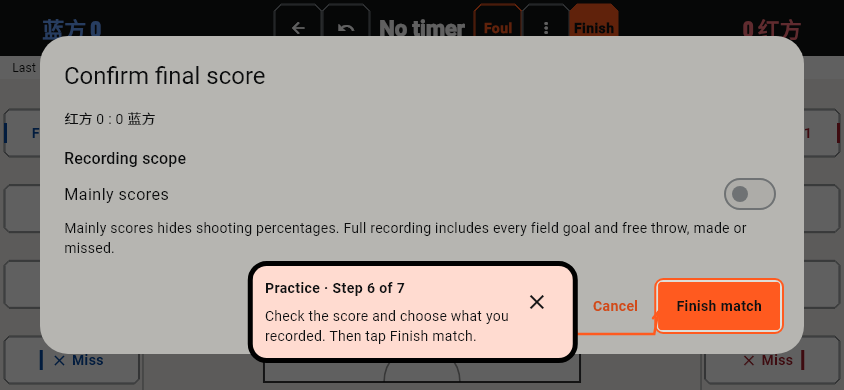 蓝方 0
No timer
Foul
Finish
0 红方
Last
Confirm final score
红方 0 : 0 蓝方
F
1
Recording scope
Mainly scores
Mainly scores hides shooting percentages. Full recording includes every field goal and free throw, made or
missed.
Practice · Step 6 of 7
Check the score and choose what you
recorded. Then tap Finish match.
Cancel
Finish match
Miss
Miss